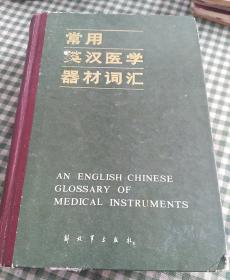 常用
英汉医学
器材词汇
AN ENGLISH CHINESE
GLOSSARY OF
MEDICAL INSTRUMENTS
解放军出版社